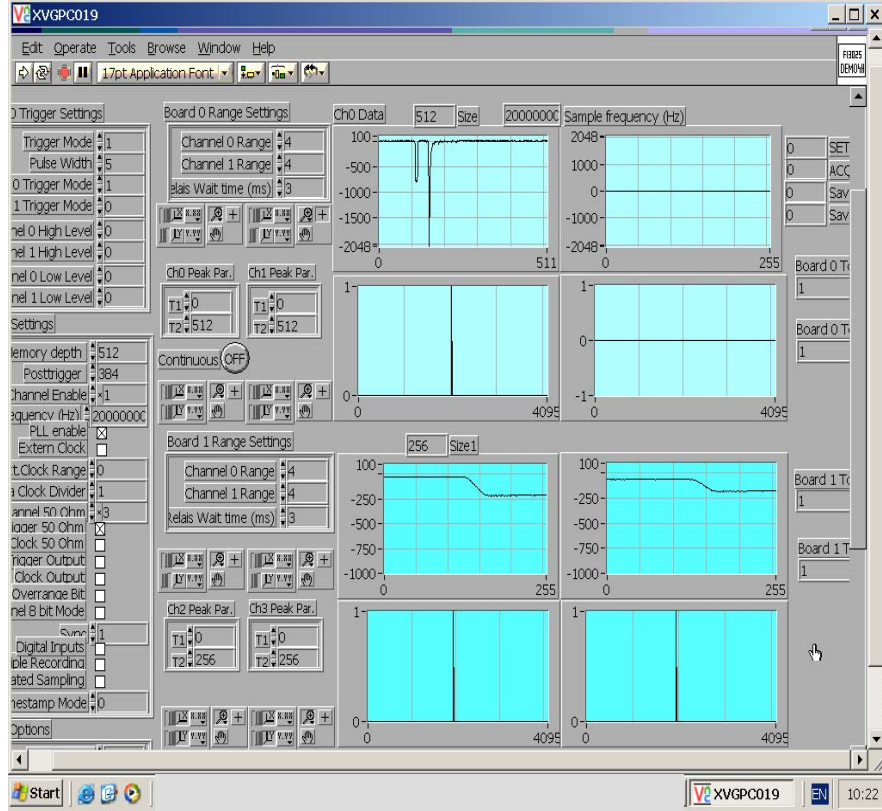 XVGPC019
Edit Operate Tools Browse Window Help
17pt Application Font
FADC25
DEMO4H
0 Trigger Settings
Trigger Mode 1
Pulse Width 5
0 Trigger Mode 1
1 Trigger Mode 0
nel 0 High Level 0
nel 1 High Level 0
nel 0 Low Level 0
nel 1 Low Level 0
Settings
Memory depth 512
Posttrigger 384
Channel Enable ×1
equency (Hz) 2000000
PLL enable
Extern Clock
t.Clock Range 0
a Clock Divider 1
annel 50 Ohm ×3
rigger 50 Ohm
Clock 50 Ohm
Trigger Output
Clock Output
Overrange Bit
nel 8 bit Mode
Sync 1
Digital Inputs
ple Recording
ated Sampling
mestamp Mode 0
Options
Board 0 Range Settings
Channel 0 Range 4
Channel 1 Range 4
elais Wait time (ms) 3
Ch0 Peak Par. Ch1 Peak Par.
T1 0 T1 0
T2 512 T2 512
Continuous OFF
Board 1 Range Settings
Channel 0 Range 4
Channel 1 Range 4
Relais Wait time (ms) 3
Ch2 Peak Par. Ch3 Peak Par.
T1 0 T1 0
T2 256 T2 256
Ch0 Data 512 Size 2000000 Sample frequency (Hz)
100
-500
-1000
-1500
-2048
0 511
2048
1000
0
-1000
-2048
0 255
1
0
0 4095
1
0
-1
0 4095
256 Size1
100
-250
-500
-750
-1000
0 255
100
-250
-500
-750
-1000
0 255
1
0
0 4095
1
0
0 4095
0 SET
0 ACQ
0 Sav
0 Sav
Board 0 To
1
Board 0 To
1
Board 1 To
1
Board 1 T
1
Start
XVGPC019
EN
10:22